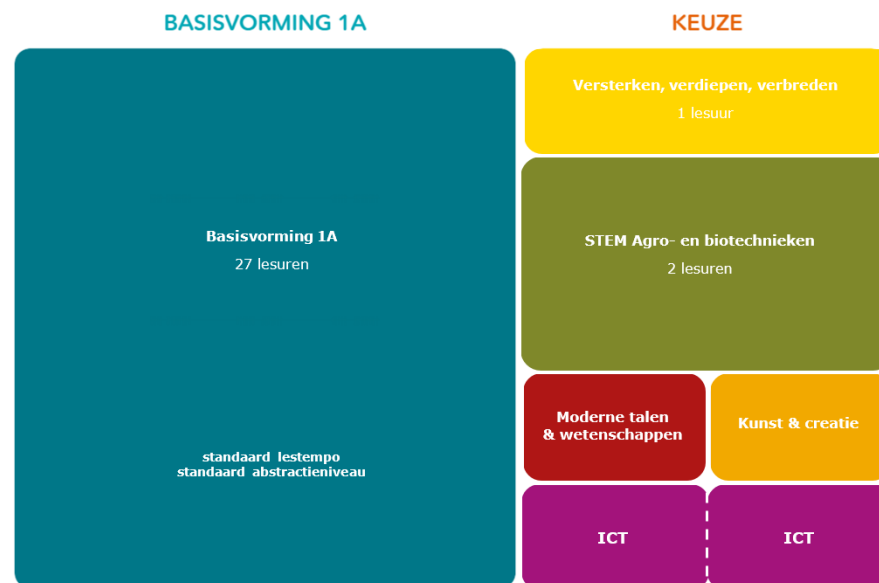 BASISVORMING 1A
KEUZE
Basisvorming 1A
27 lesuren
standaard lestempo
standaard abstractieniveau
Versterken, verdiepen, verbreden
1 lesuur
STEM Agro- en biotechnieken
2 lesuren
Moderne talen
& wetenschappen
Kunst & creatie
ICT
ICT